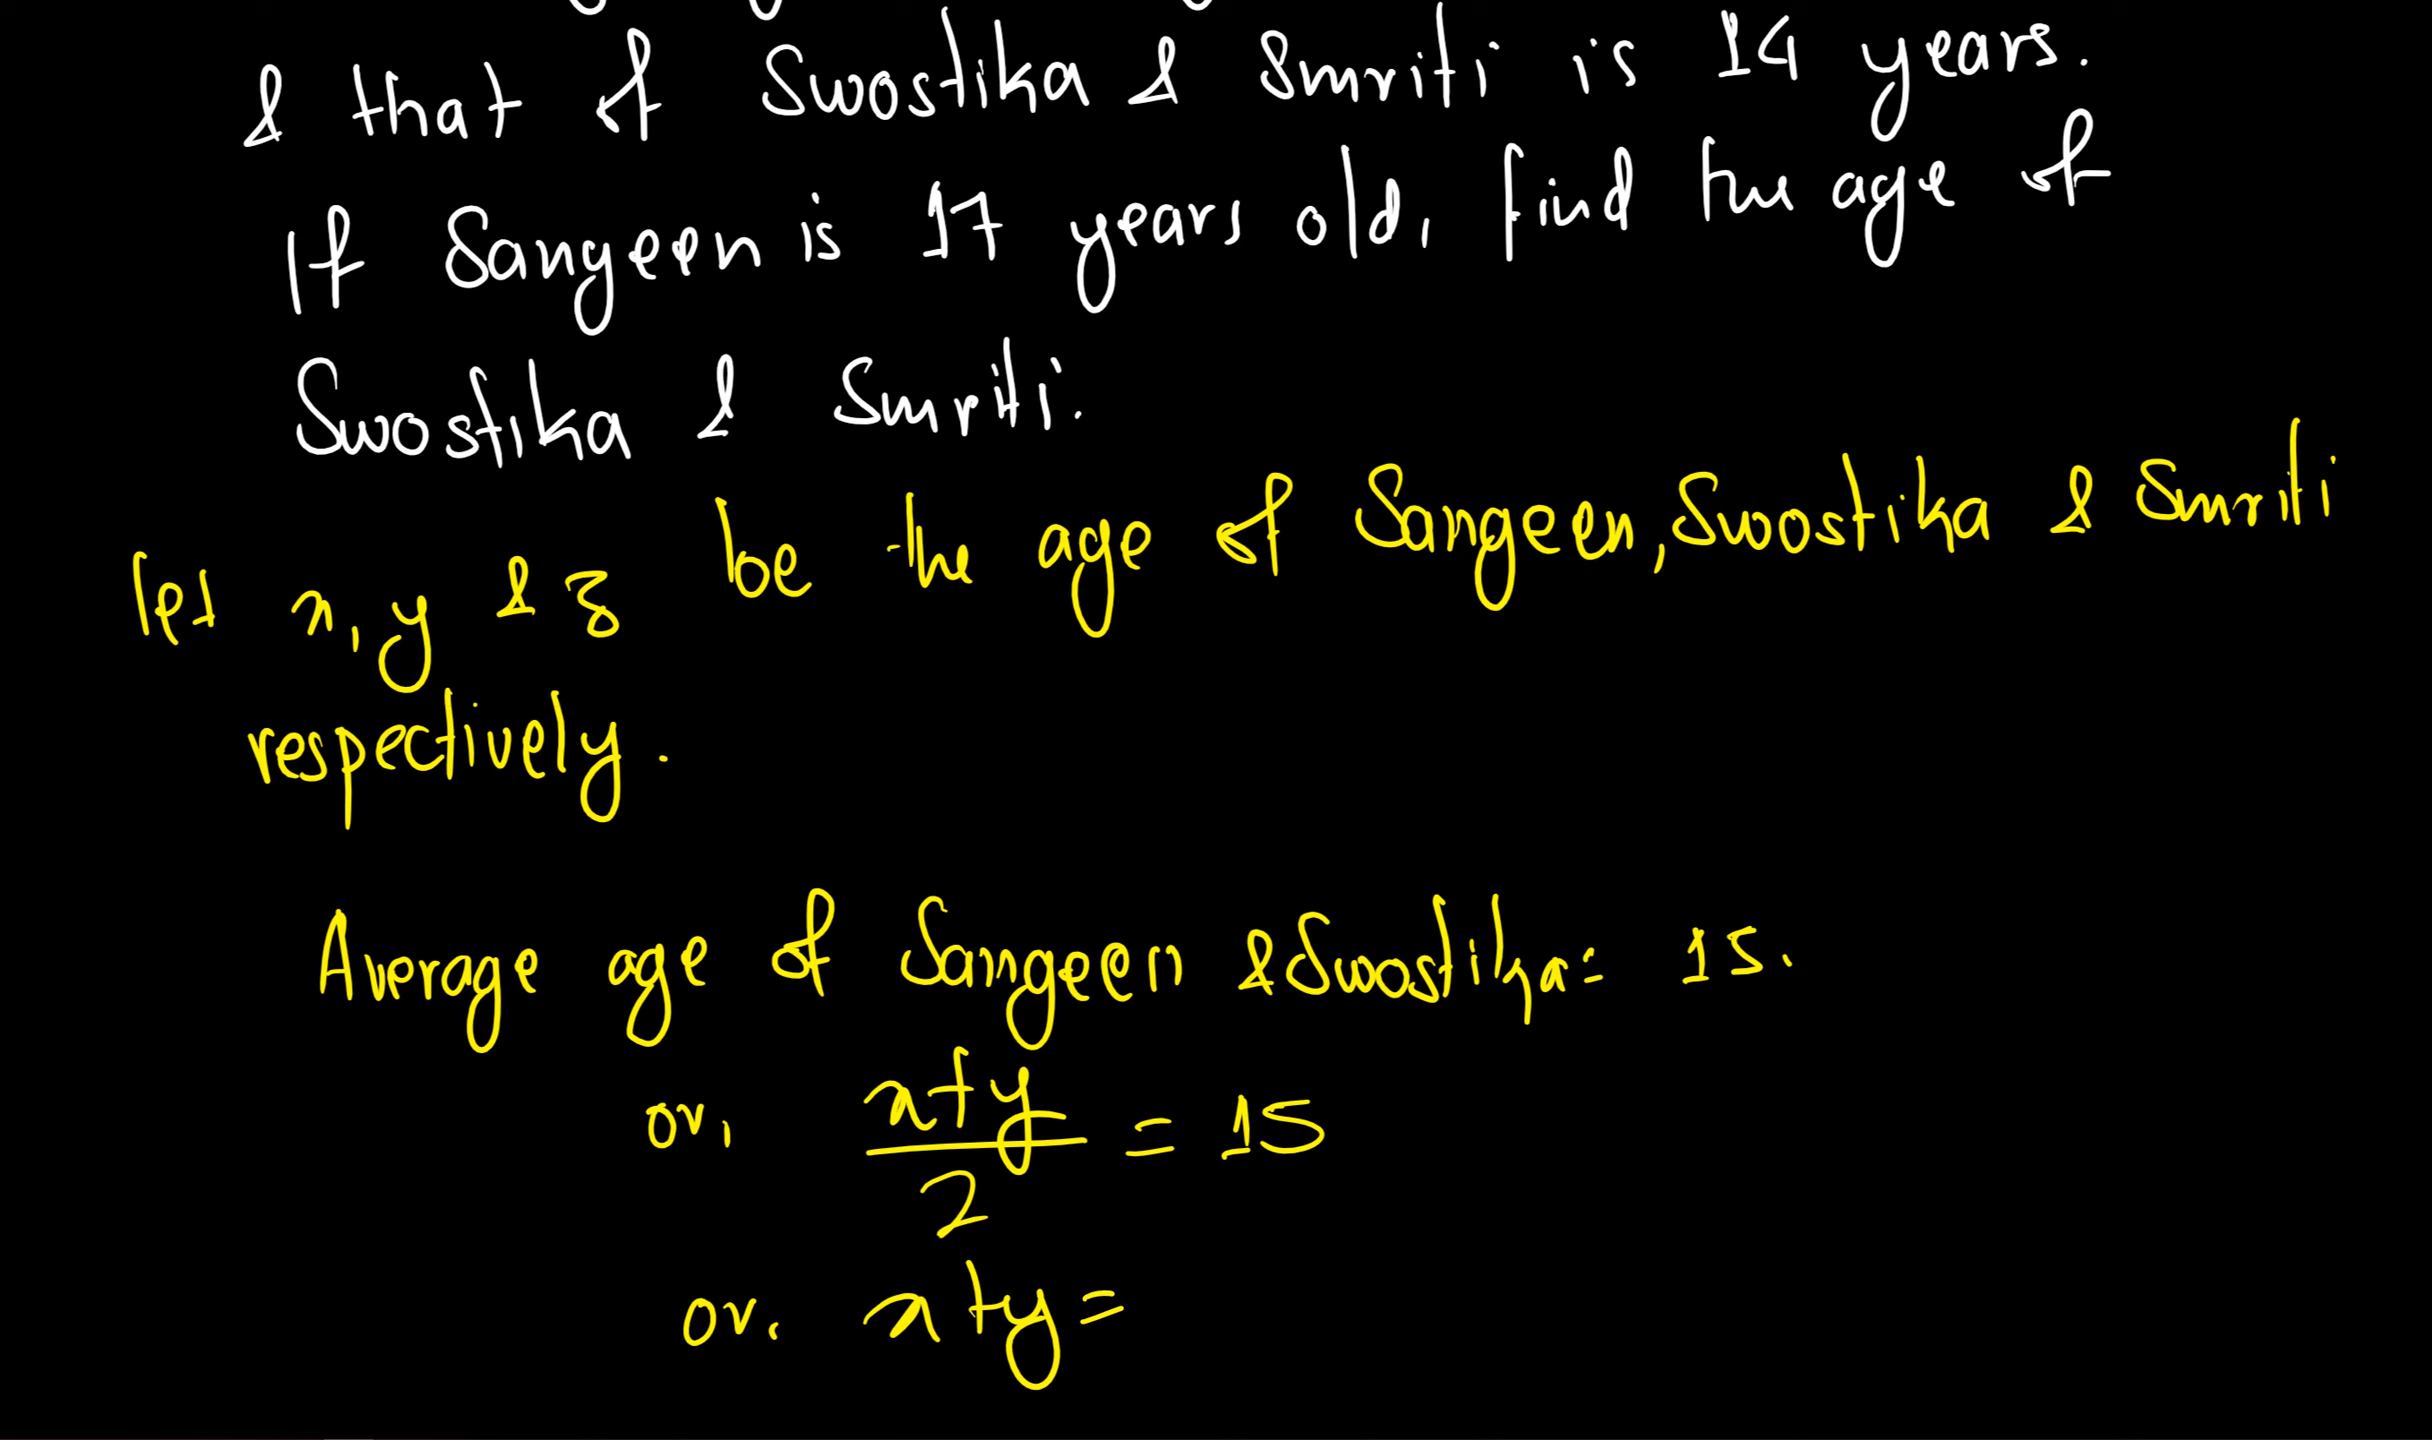 & that of Swostika & Smriti is 14 years.
If Sangeen is 17 years old, find the age of
Swostika & Smriti.
let x, y & z be the age of Sangeen, Swostika & Smriti
respectively.
Average age of Sangeen & Swostika = 15.
or, x+y/2 = 15
or, x+y=